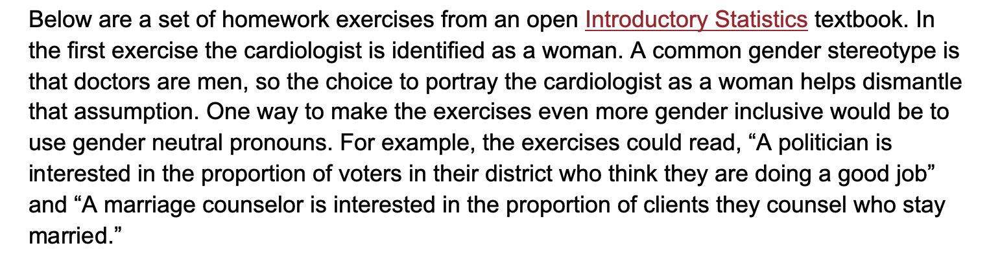 Below are a set of homework exercises from an open Introductory Statistics textbook. In
the first exercise the cardiologist is identified as a woman. A common gender stereotype is
that doctors are men, so the choice to portray the cardiologist as a woman helps dismantle
that assumption. One way to make the exercises even more gender inclusive would be to
use gender neutral pronouns. For example, the exercises could read, “A politician is
interested in the proportion of voters in their district who think they are doing a good job”
and “A marriage counselor is interested in the proportion of clients they counsel who stay
married.”